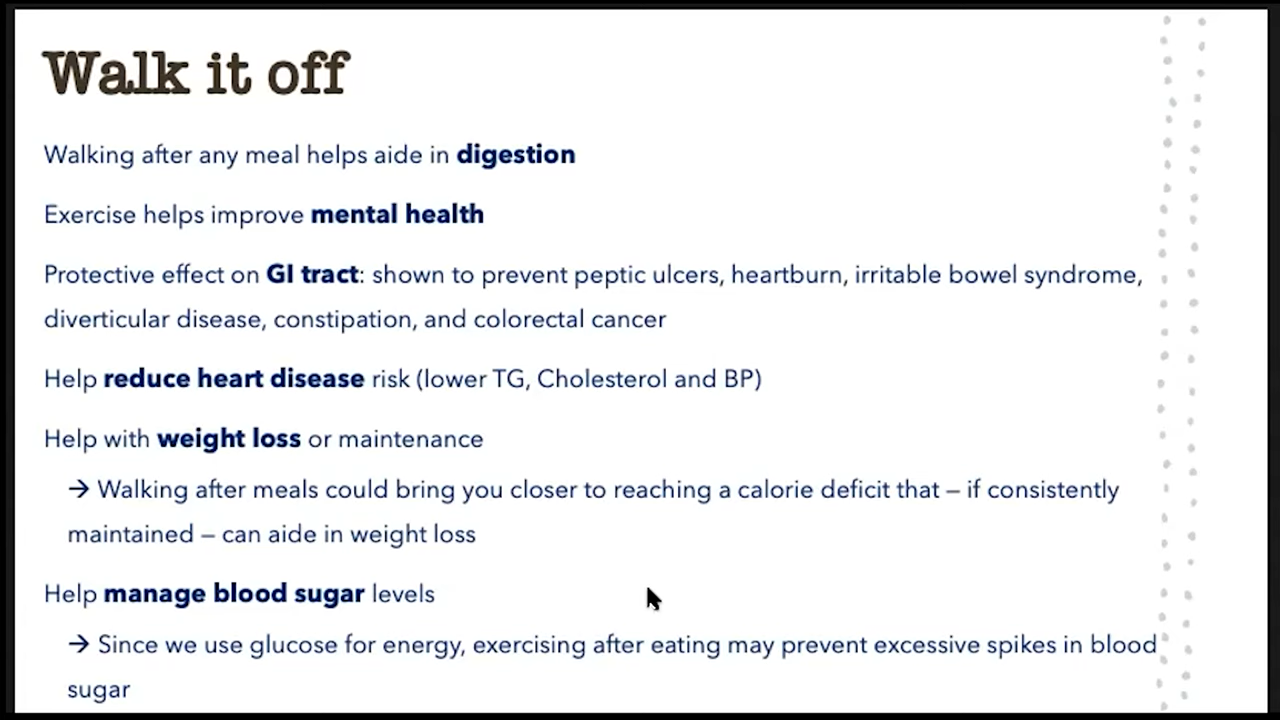 Walk it off
Walking after any meal helps aide in digestion
Exercise helps improve mental health
Protective effect on GI tract: shown to prevent peptic ulcers, heartburn, irritable bowel syndrome,
diverticular disease, constipation, and colorectal cancer
Help reduce heart disease risk (lower TG, Cholesterol and BP)
Help with weight loss or maintenance
→ Walking after meals could bring you closer to reaching a calorie deficit that – if consistently
maintained – can aide in weight loss
Help manage blood sugar levels
→ Since we use glucose for energy, exercising after eating may prevent excessive spikes in blood
sugar